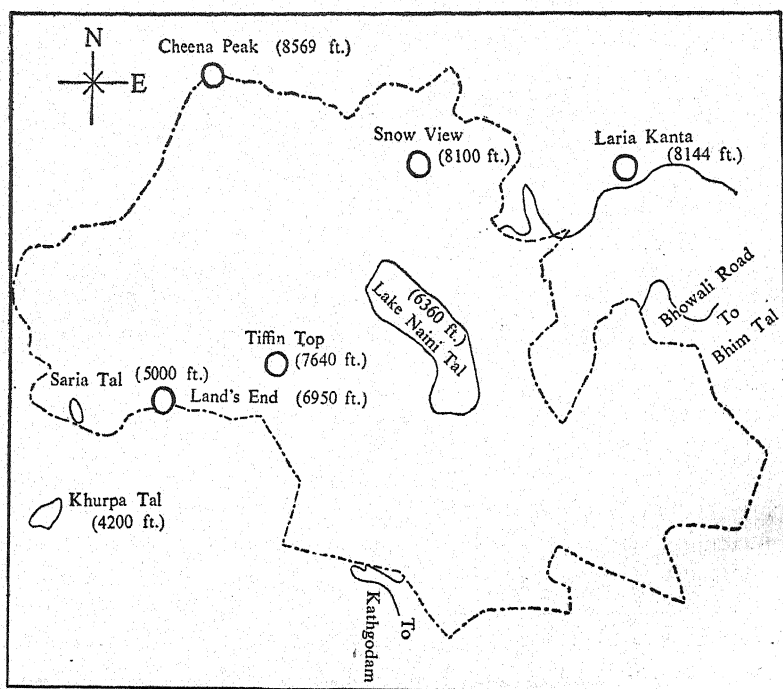 N
E
Cheena Peak (8569 ft.)
Snow View
(8100 ft.)
Laria Kanta
(8144 ft.)
(6360 ft.)
Lake Naini Tal
Bhowali Road
To
Bhim Tal
Tiffin Top
(7640 ft.)
Saria Tal (5000 ft.)
Land's End (6950 ft.)
Khurpa Tal
(4200 ft.)
To
Kathgodam